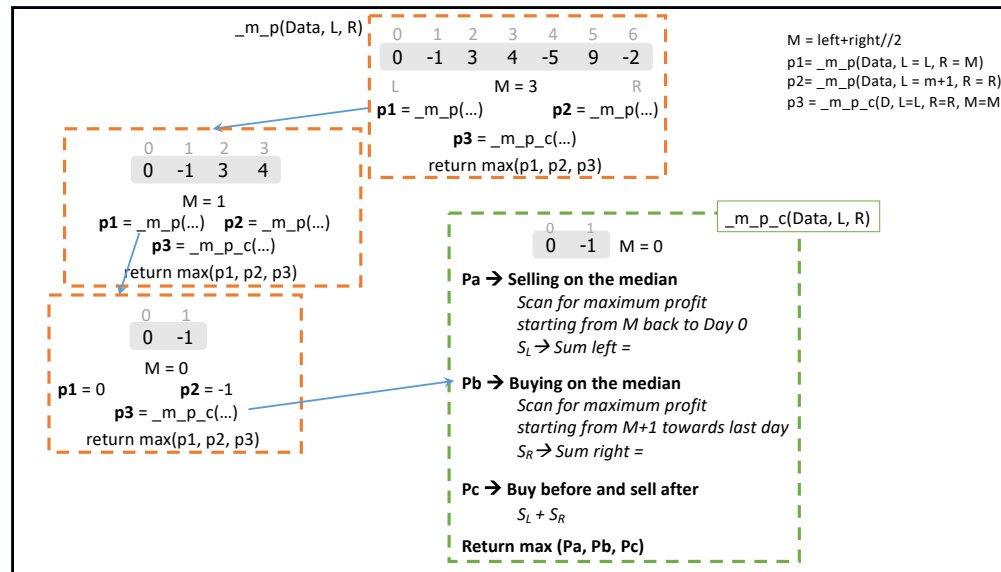 _m_p(Data, L, R)
0 1 2 3 4 5 6
0 -1 3 4 -5 9 -2
L M = 3 R
p1 = _m_p(…) p2 = _m_p(…)
p3 = _m_p_c(…)
return max(p1, p2, p3)
M = left+right//2
p1= _m_p(Data, L = L, R = M)
p2= _m_p(Data, L = m+1, R = R)
p3 = _m_p_c(D, L=L, R=R, M=M
0 1 2 3
0 -1 3 4
M = 1
p1 = _m_p(…) p2 = _m_p(…)
p3 = _m_p_c(…)
return max(p1, p2, p3)
0 1
0 -1
M = 0
p1 = 0 p2 = -1
p3 = _m_p_c(…)
return max(p1, p2, p3)
_m_p_c(Data, L, R)
0 1
0 -1 M = 0
Pa → Selling on the median
Scan for maximum profit
starting from M back to Day 0
SL → Sum left =
Pb → Buying on the median
Scan for maximum profit
starting from M+1 towards last day
SR → Sum right =
Pc → Buy before and sell after
SL + SR
Return max (Pa, Pb, Pc)